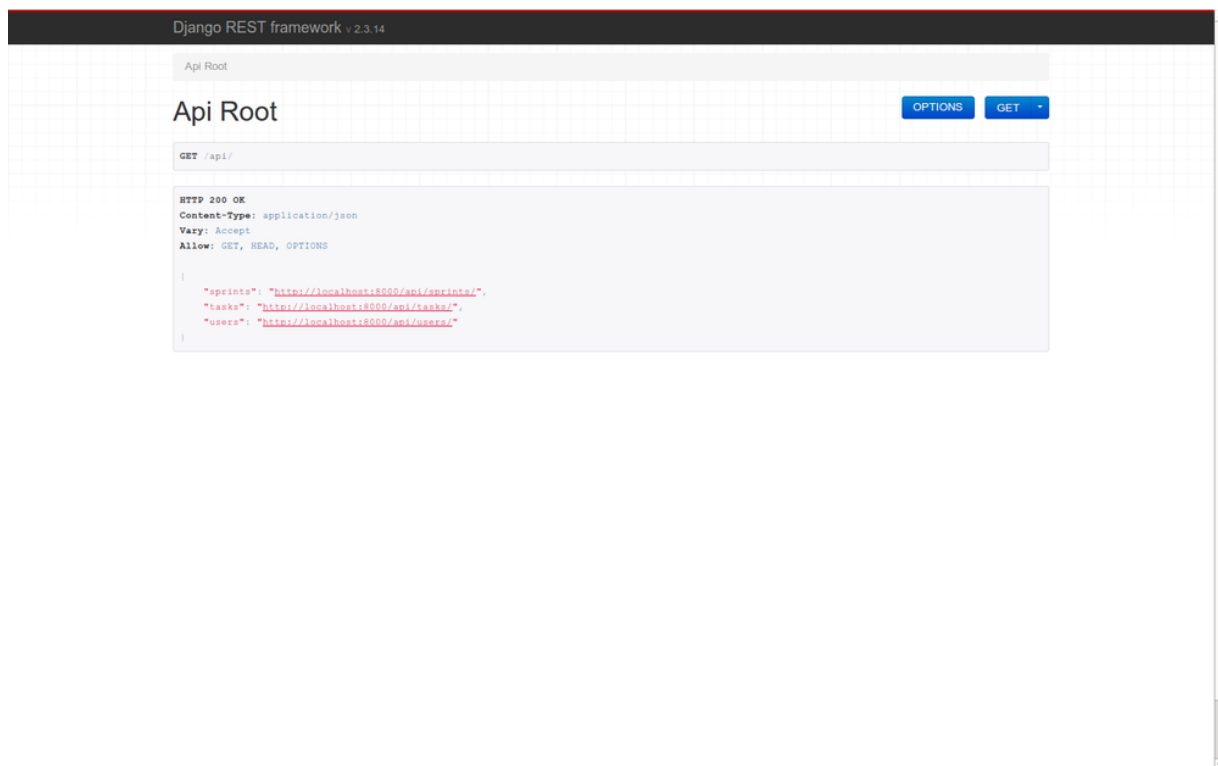 Django REST framework v 2.3.14
Api Root
Api Root
OPTIONS
GET
GET /api/
HTTP 200 OK
Content-Type: application/json
Vary: Accept
Allow: GET, HEAD, OPTIONS
{
"sprints": "http://localhost:8000/api/sprints/",
"tasks": "http://localhost:8000/api/tasks/",
"users": "http://localhost:8000/api/users/"
}